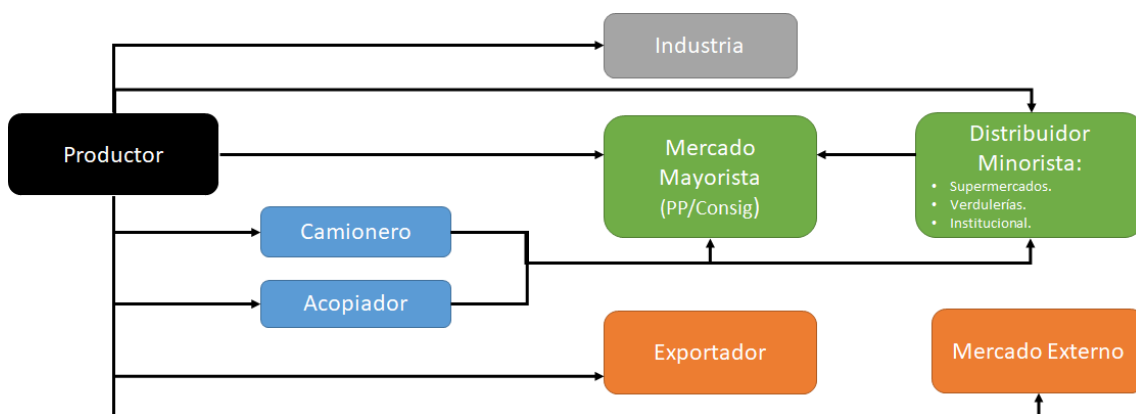 Industria
Productor
Mercado
Mayorista
(PP/Consig)
Distribuidor
Minorista:
• Supermercados.
• Verdulerías.
• Institucional.
Camionero
Acopiador
Exportador
Mercado Externo